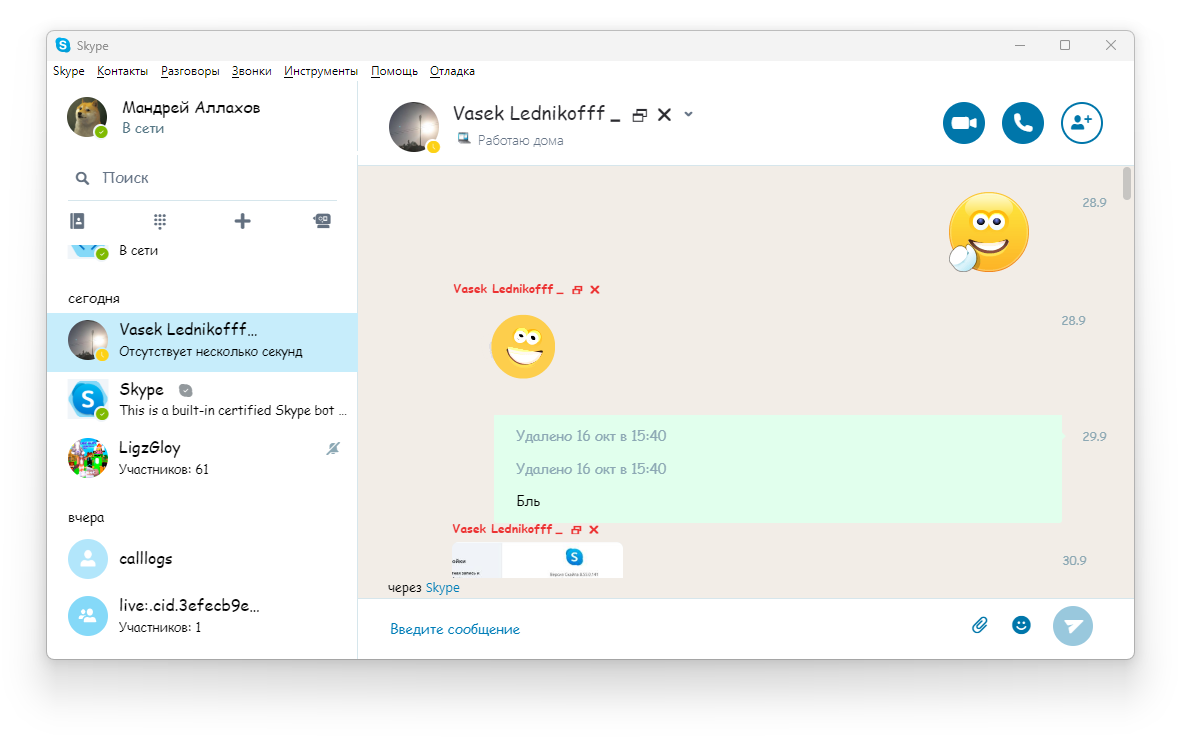 Skype
Skype Контакты Разговоры Звонки Инструменты Помощь Отладка
Мандрей Аллахов
В сети
Поиск
В сети
сегодня
Vasek Lednikofff...
Отсутствует несколько секунд
Skype
This is a built-in certified Skype bot ...
LigzGloy
Участников: 61
вчера
calllogs
live:.cid.3efecb9e...
Участников: 1
Vasek Lednikofff _ 🗗 ✕
Работаю дома
28.9
Vasek Lednikofff _ 🗗 ✕
28.9
Удалено 16 окт в 15:40
29.9
Удалено 16 окт в 15:40
Бль
Vasek Lednikofff _ 🗗 ✕
30.9
через Skype
Введите сообщение